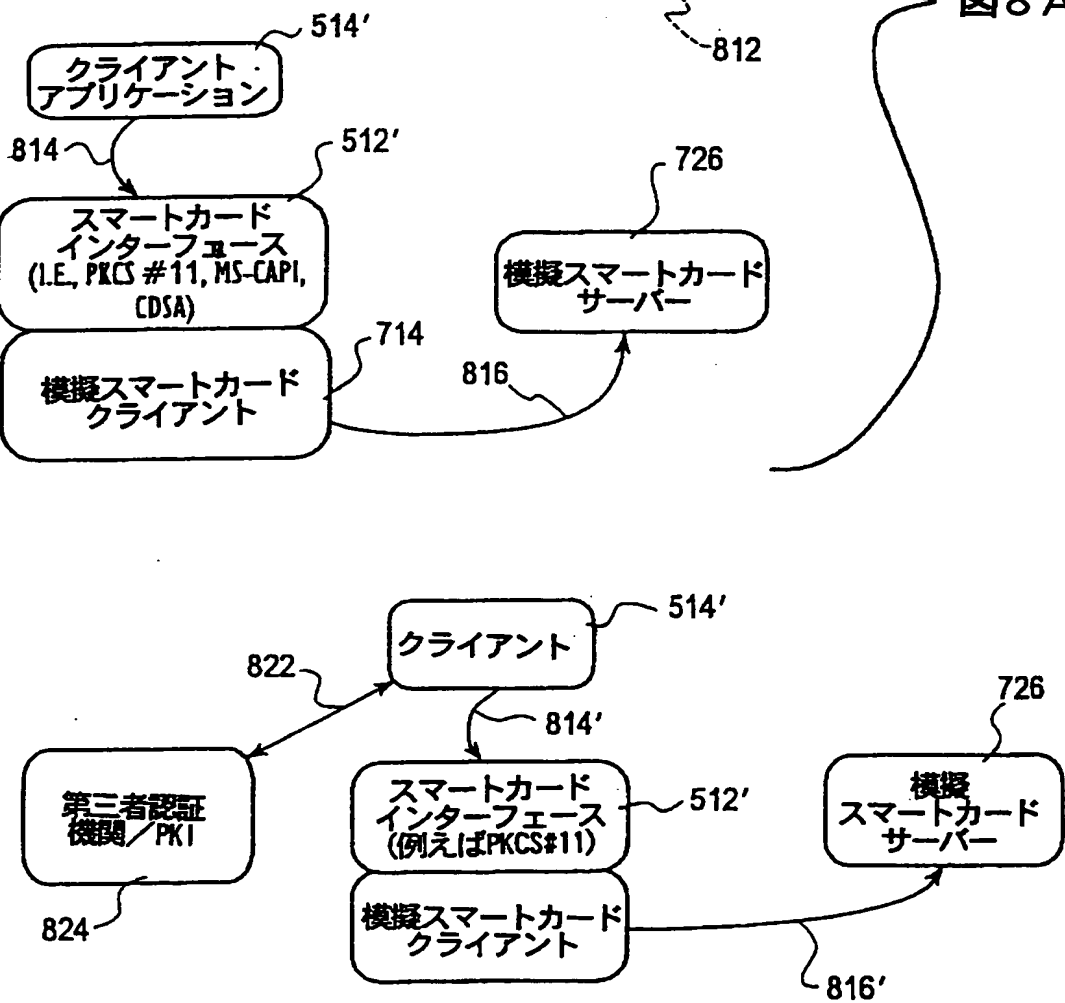 図8A
812
514'
クライアント
アプリケーション
814
512'
スマートカード
インターフェース
(I.E., PKCS #11, MS-CAPI,
CDSA)
726
模擬スマートカード
サーバー
714
模擬スマートカード
クライアント
816
514'
クライアント
822
814'
726
第三者認証
機関/PKI
824
スマートカード
インターフェース
(例えばPKCS#11)
512'
模擬
スマートカード
サーバー
模擬スマートカード
クライアント
816'